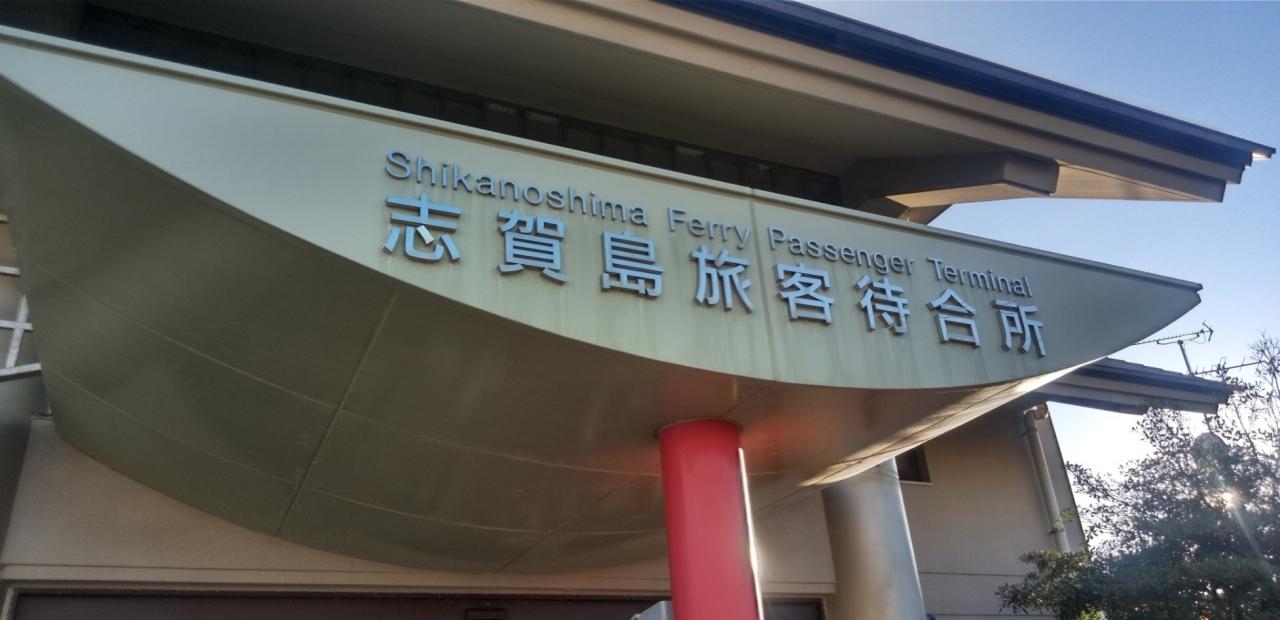 Shikanoshima Ferry Passenger Terminal
志賀島旅客待合所